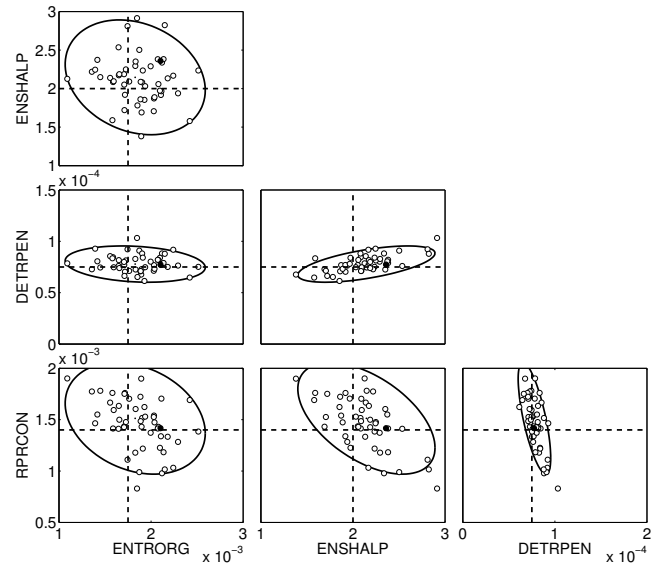 3
2.5
2
1.5
1
ENSHALP
x 10⁻⁴
1.5
1
0.5
0
DETRPEN
x 10⁻³
2
1.5
1
0.5
RPRCON
1 2 3
ENTRORG
x 10⁻³
1 2 3
ENSHALP
0 1 2
DETRPEN
x 10⁻⁴